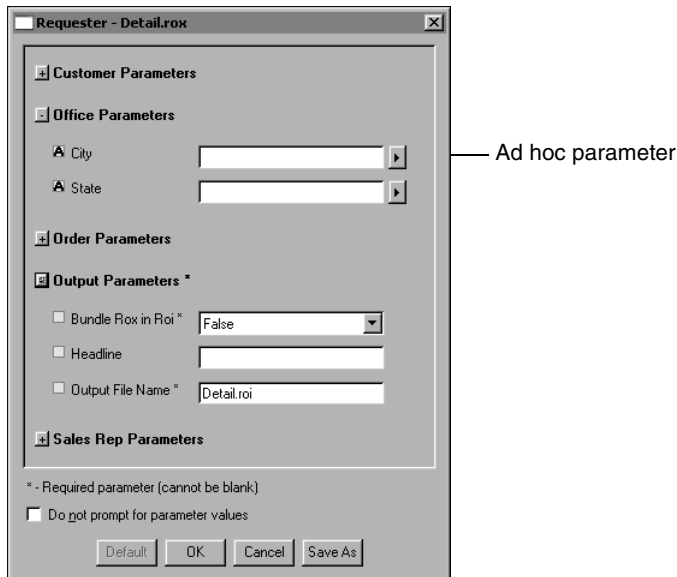 Requester - Detail.rox
Customer Parameters
Office Parameters
A City
Ad hoc parameter
A State
Order Parameters
Output Parameters *
Bundle Rox in Roi *
False
Headline
Output File Name *
Detail.roi
Sales Rep Parameters
* - Required parameter (cannot be blank)
Do not prompt for parameter values
Default OK Cancel Save As